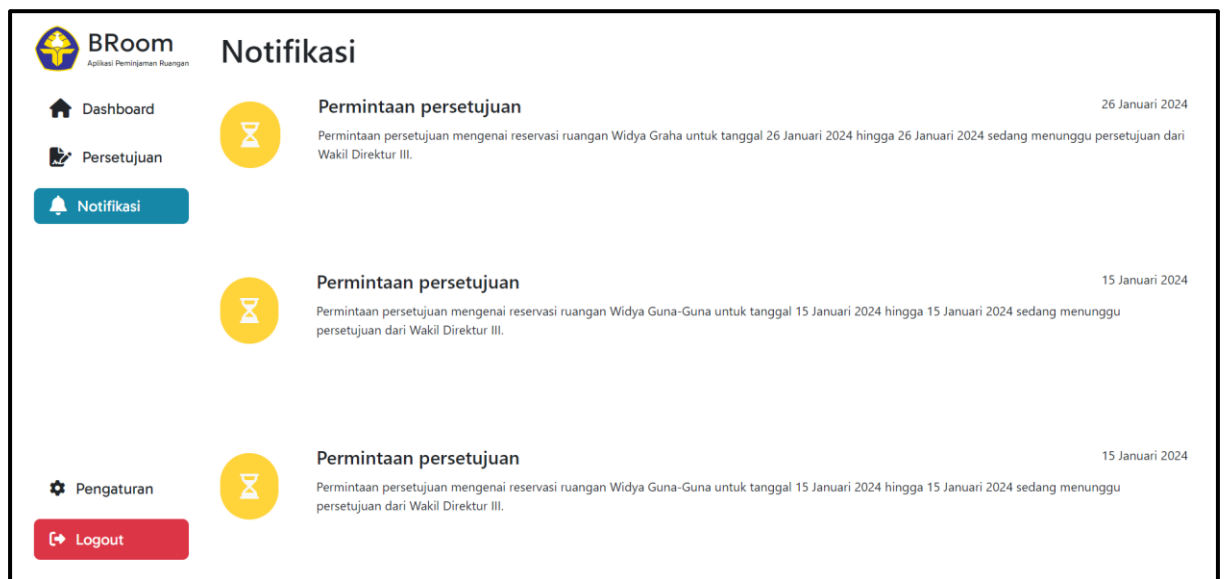 BRoom
Aplikasi Peminjaman Ruangan
Dashboard
Persetujuan
Notifikasi
Pengaturan
Logout
Notifikasi
Permintaan persetujuan
26 Januari 2024
Permintaan persetujuan mengenai reservasi ruangan Widya Graha untuk tanggal 26 Januari 2024 hingga 26 Januari 2024 sedang menunggu persetujuan dari
Wakil Direktur III.
Permintaan persetujuan
15 Januari 2024
Permintaan persetujuan mengenai reservasi ruangan Widya Guna-Guna untuk tanggal 15 Januari 2024 hingga 15 Januari 2024 sedang menunggu
persetujuan dari Wakil Direktur III.
Permintaan persetujuan
15 Januari 2024
Permintaan persetujuan mengenai reservasi ruangan Widya Guna-Guna untuk tanggal 15 Januari 2024 hingga 15 Januari 2024 sedang menunggu
persetujuan dari Wakil Direktur III.